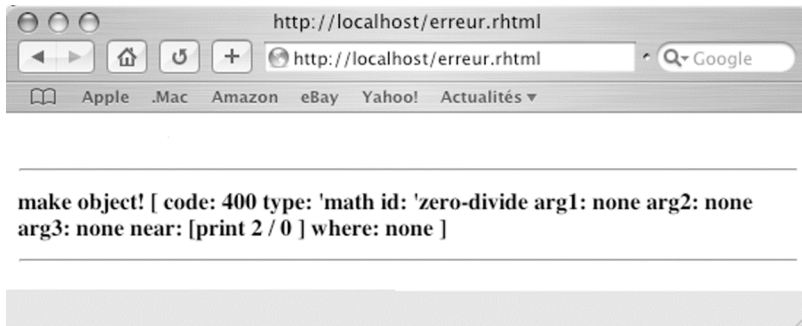 http://localhost/erreur.rhtml
http://localhost/erreur.rhtml Google
Apple .Mac Amazon eBay Yahoo! Actualités
make object! [ code: 400 type: 'math id: 'zero-divide arg1: none arg2: none
arg3: none near: [print 2 / 0 ] where: none ]